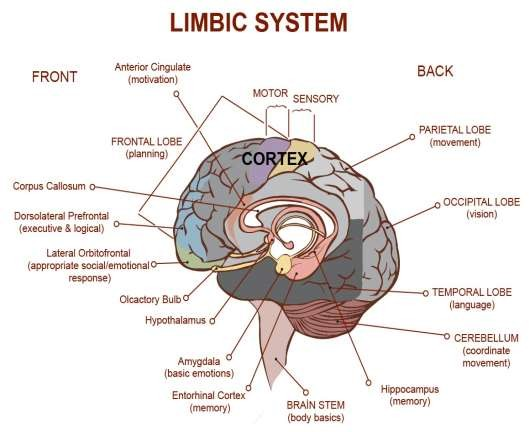 LIMBIC SYSTEM
FRONT
BACK
Anterior Cingulate
(motivation)
MOTOR
SENSORY
FRONTAL LOBE
(planning)
CORTEX
PARIETAL LOBE
(movement)
Corpus Callosum
OCCIPITAL LOBE
(vision)
Dorsolateral Prefrontal
(executive & logical)
Lateral Orbitofrontal
(appropriate social/emotional
response)
TEMPORAL LOBE
(language)
Olcactory Bulb
Hypothalamus
CEREBELLUM
(coordinate
movement)
Amygdala
(basic emotions)
Entorhinal Cortex
(memory)
BRAIN STEM
(body basics)
Hippocampus
(memory)